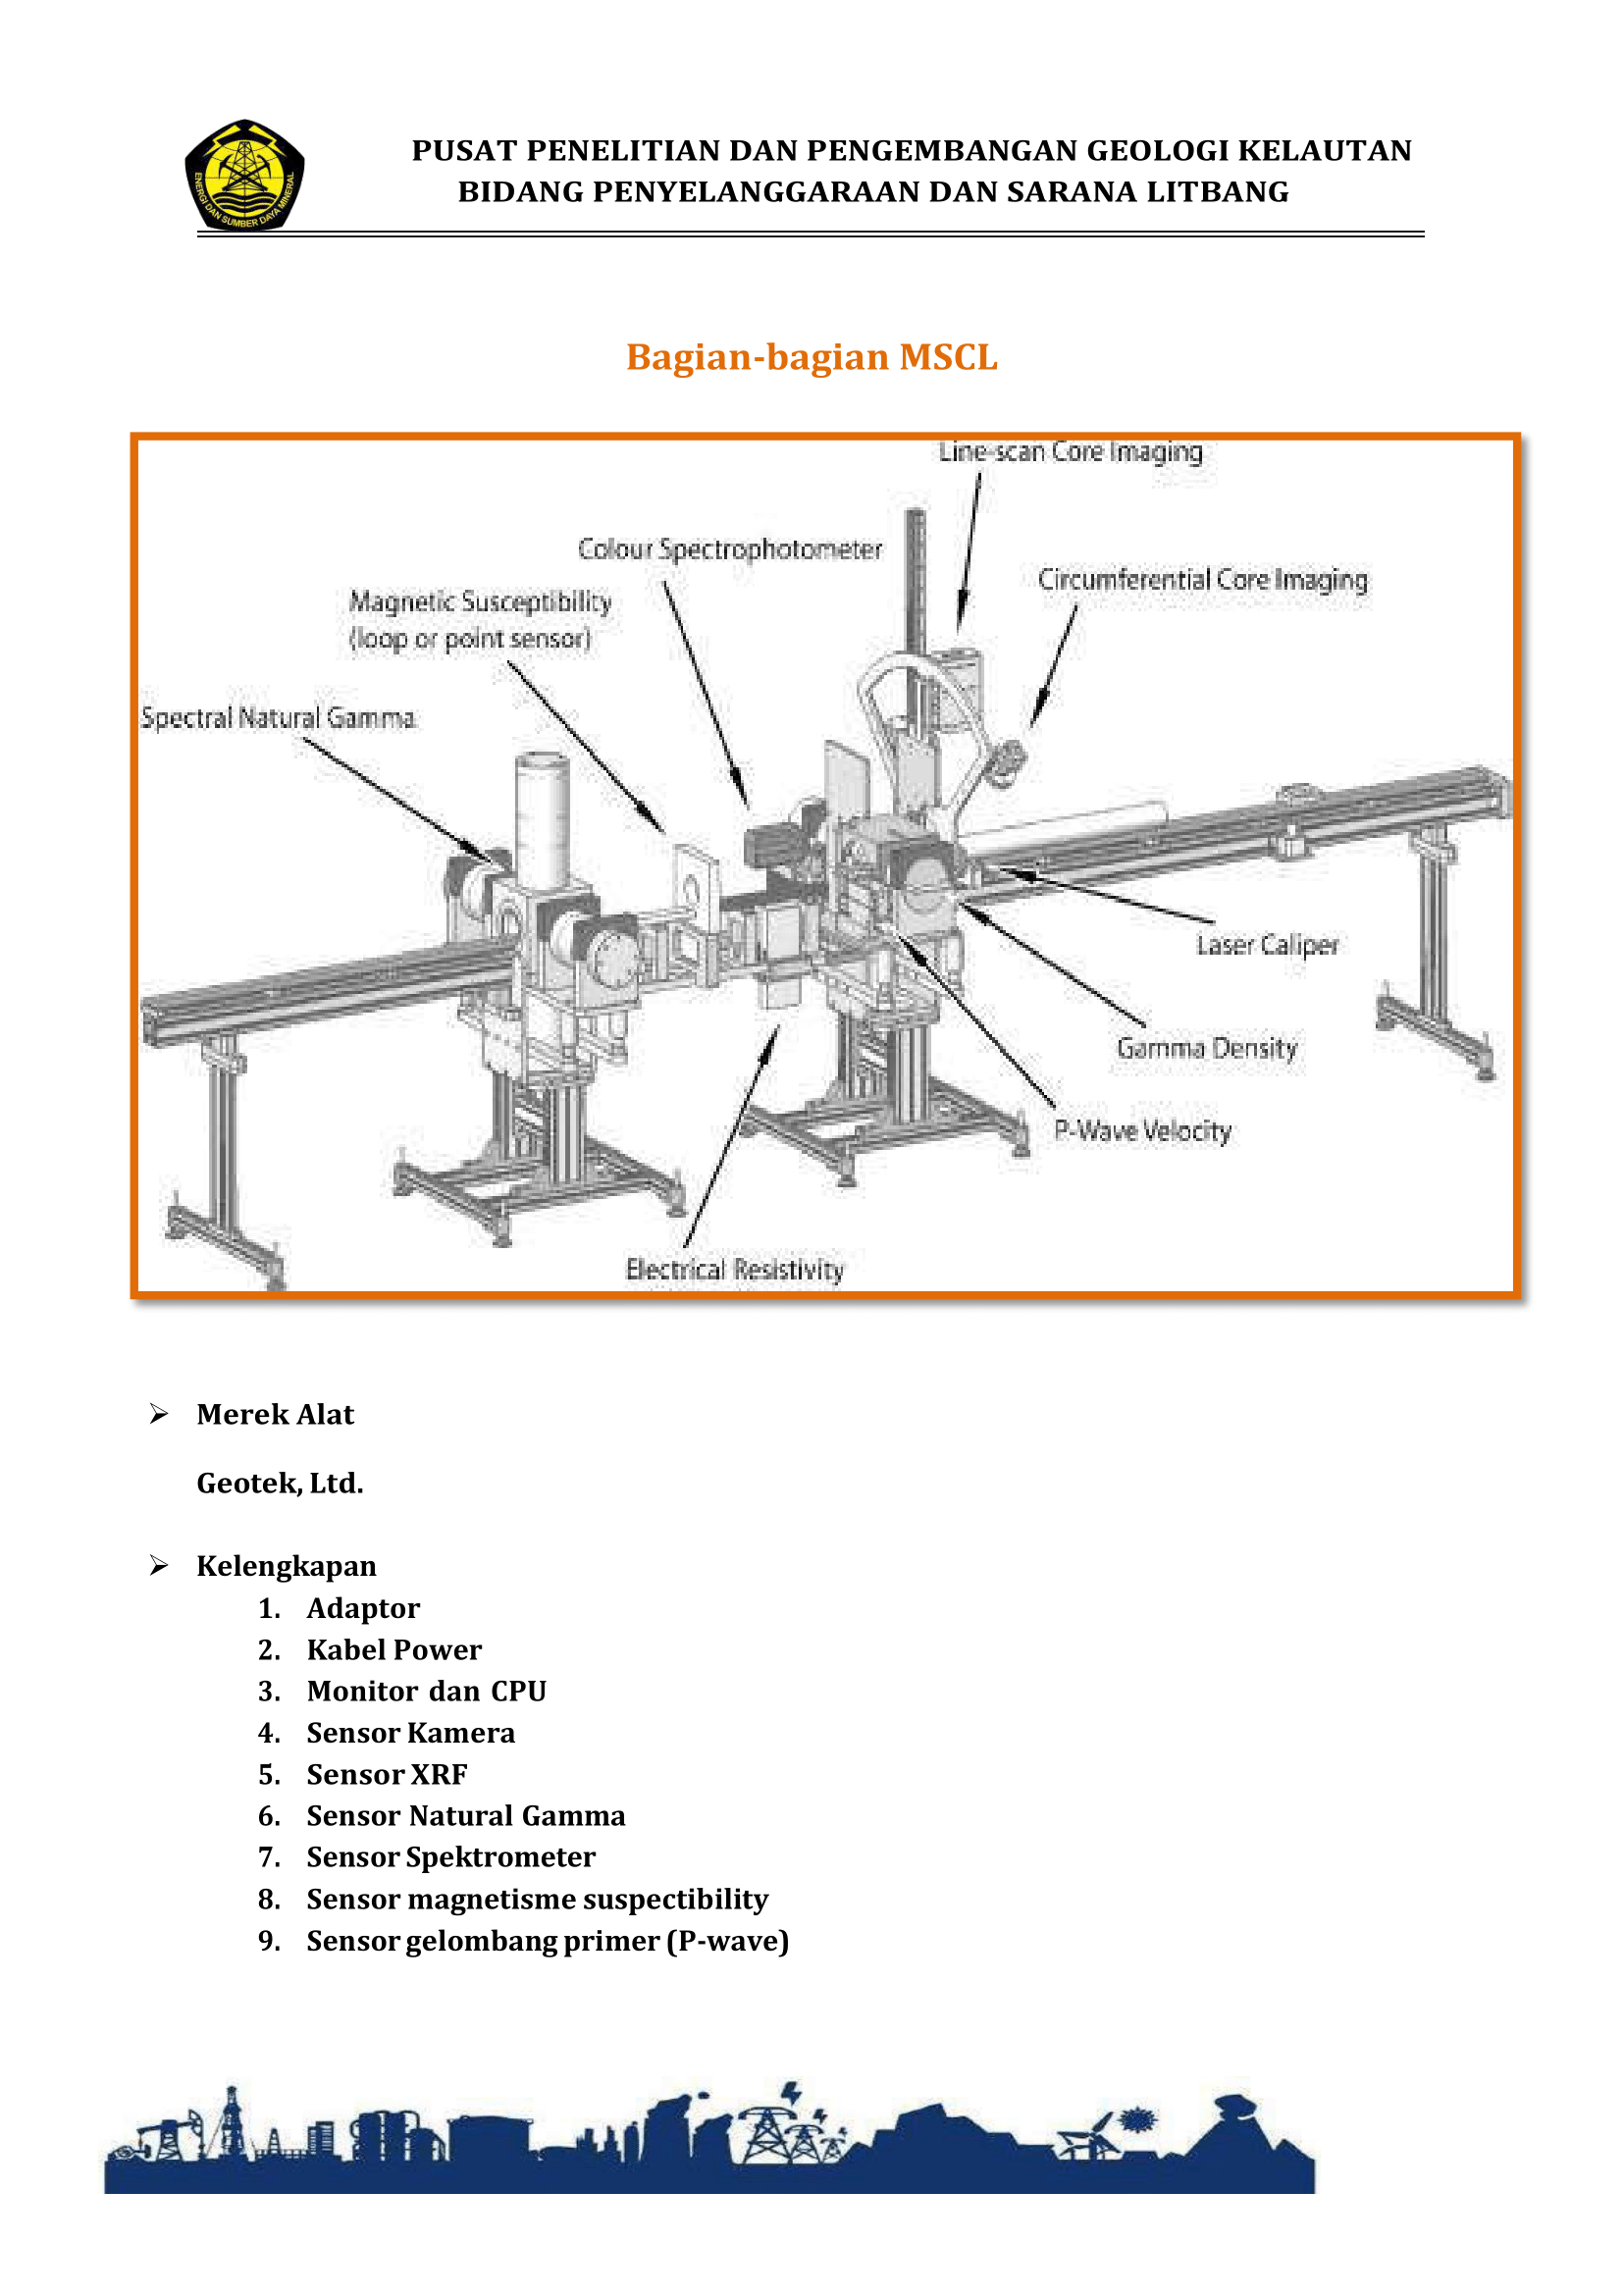 ENERGI DAN SUMBER DAYA MINERAL
PUSAT PENELITIAN DAN PENGEMBANGAN GEOLOGI KELAUTAN
BIDANG PENYELANGGARAAN DAN SARANA LITBANG
Bagian-bagian MSCL
Line-scan Core Imaging
Colour Spectrophotometer
Circumferential Core Imaging
Magnetic Susceptibility
(loop or point sensor)
Spectral Natural Gamma
Laser Caliper
Gamma Density
P-Wave Velocity
Electrical Resistivity
➢ Merek Alat
Geotek, Ltd.
➢ Kelengkapan
1. Adaptor
2. Kabel Power
3. Monitor dan CPU
4. Sensor Kamera
5. Sensor XRF
6. Sensor Natural Gamma
7. Sensor Spektrometer
8. Sensor magnetisme suspectibility
9. Sensor gelombang primer (P-wave)